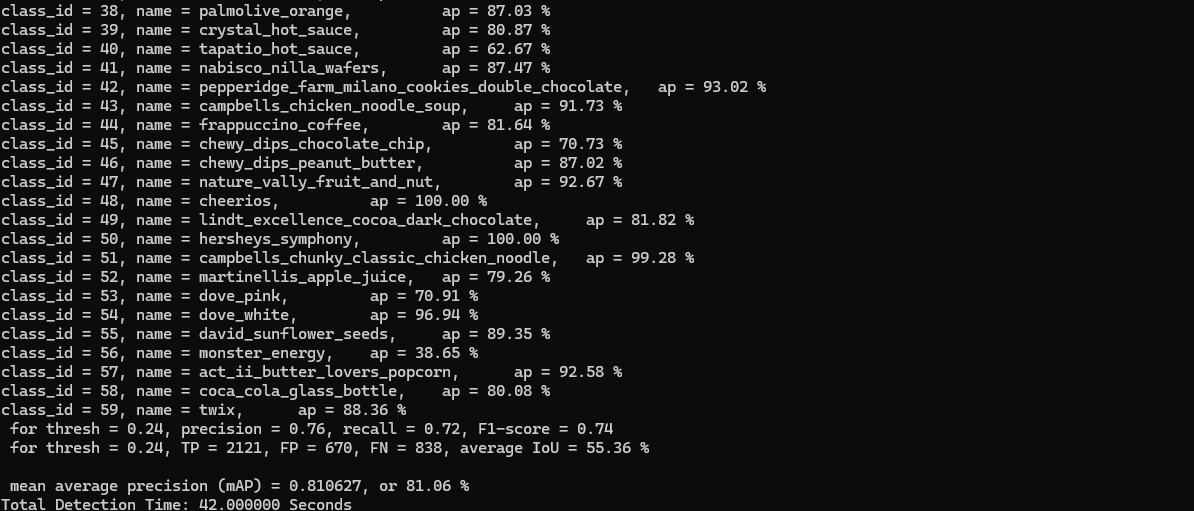 class_id = 38, name = palmolive_orange, ap = 87.03 %
class_id = 39, name = crystal_hot_sauce, ap = 80.87 %
class_id = 40, name = tapatio_hot_sauce, ap = 62.67 %
class_id = 41, name = nabisco_nilla_wafers, ap = 87.47 %
class_id = 42, name = pepperidge_farm_milano_cookies_double_chocolate, ap = 93.02 %
class_id = 43, name = campbells_chicken_noodle_soup, ap = 91.73 %
class_id = 44, name = frappuccino_coffee, ap = 81.64 %
class_id = 45, name = chewy_dips_chocolate_chip, ap = 70.73 %
class_id = 46, name = chewy_dips_peanut_butter, ap = 87.02 %
class_id = 47, name = nature_vally_fruit_and_nut, ap = 92.67 %
class_id = 48, name = cheerios, ap = 100.00 %
class_id = 49, name = lindt_excellence_cocoa_dark_chocolate, ap = 81.82 %
class_id = 50, name = hersheys_symphony, ap = 100.00 %
class_id = 51, name = campbells_chunky_classic_chicken_noodle, ap = 99.28 %
class_id = 52, name = martinellis_apple_juice, ap = 79.26 %
class_id = 53, name = dove_pink, ap = 70.91 %
class_id = 54, name = dove_white, ap = 96.94 %
class_id = 55, name = david_sunflower_seeds, ap = 89.35 %
class_id = 56, name = monster_energy, ap = 38.65 %
class_id = 57, name = act_ii_butter_lovers_popcorn, ap = 92.58 %
class_id = 58, name = coca_cola_glass_bottle, ap = 80.08 %
class_id = 59, name = twix, ap = 88.36 %
for thresh = 0.24, precision = 0.76, recall = 0.72, F1-score = 0.74
for thresh = 0.24, TP = 2121, FP = 670, FN = 838, average IoU = 55.36 %
mean average precision (mAP) = 0.810627, or 81.06 %
Total Detection Time: 42.000000 Seconds